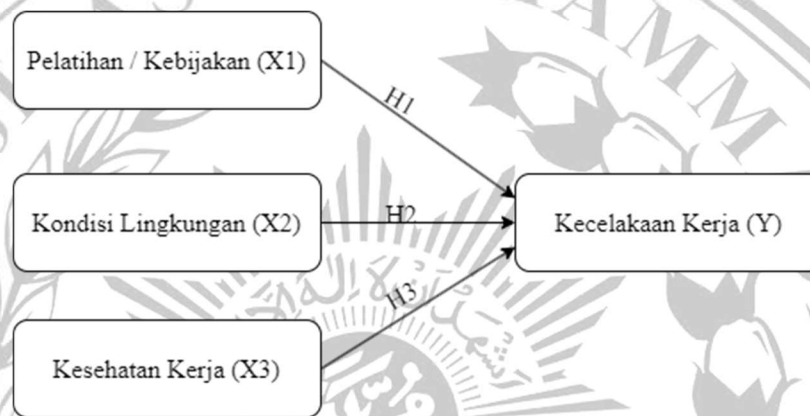 Pelatihan / Kebijakan (X1)
H1
Kondisi Lingkungan (X2)
H2
Kecelakaan Kerja (Y)
H3
Kesehatan Kerja (X3)